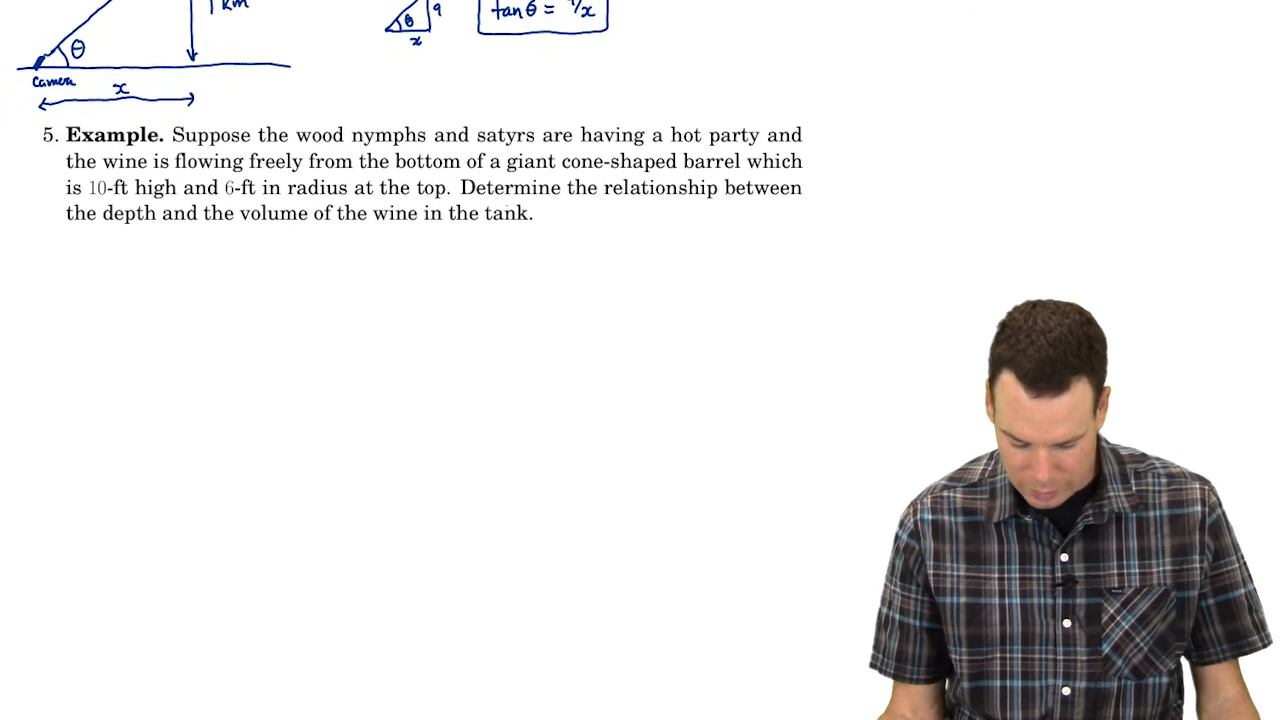 1 km
θ
Camera
x
θ
9
x
tan θ = 9/x
5. Example. Suppose the wood nymphs and satyrs are having a hot party and
the wine is flowing freely from the bottom of a giant cone-shaped barrel which
is 10-ft high and 6-ft in radius at the top. Determine the relationship between
the depth and the volume of the wine in the tank.